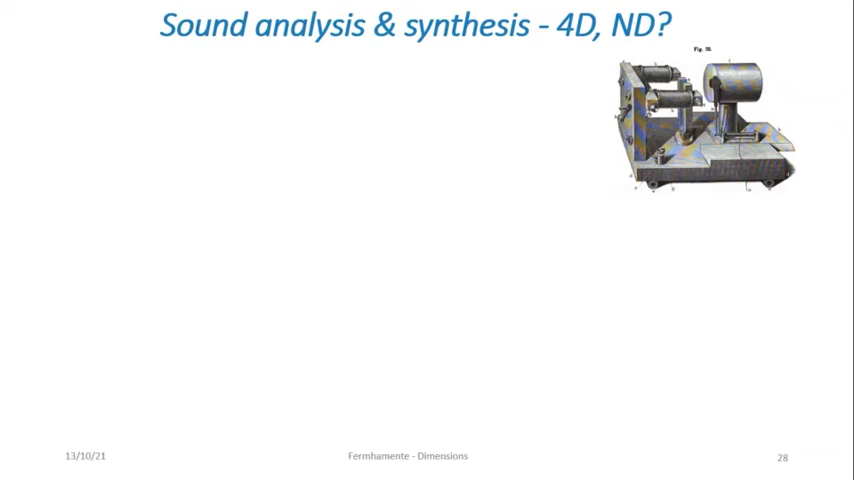 Sound analysis & synthesis - 4D, ND?
13/10/21
Fermhamente - Dimensions
28